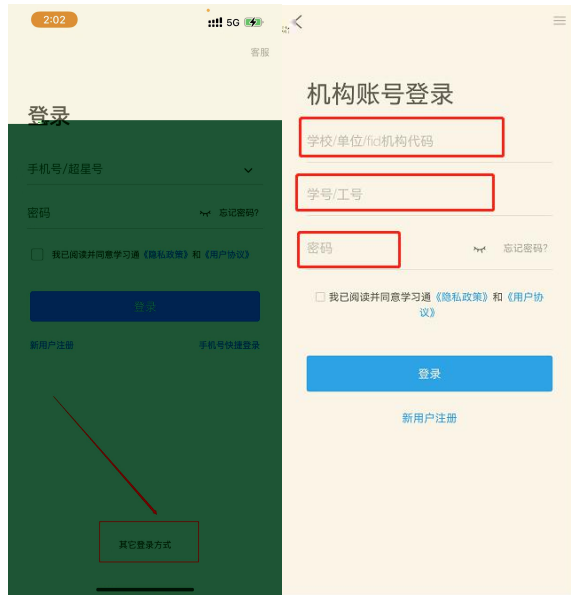 2:02
5G
客服
登录
手机号/超星号
密码
忘记密码?
我已阅读并同意学习通《隐私政策》和《用户协议》
登录
新用户注册
手机号快捷登录
其它登录方式
机构账号登录
学校/单位/fid机构代码
学号/工号
密码
忘记密码?
我已阅读并同意学习通《隐私政策》和《用户协
议》
登录
新用户注册